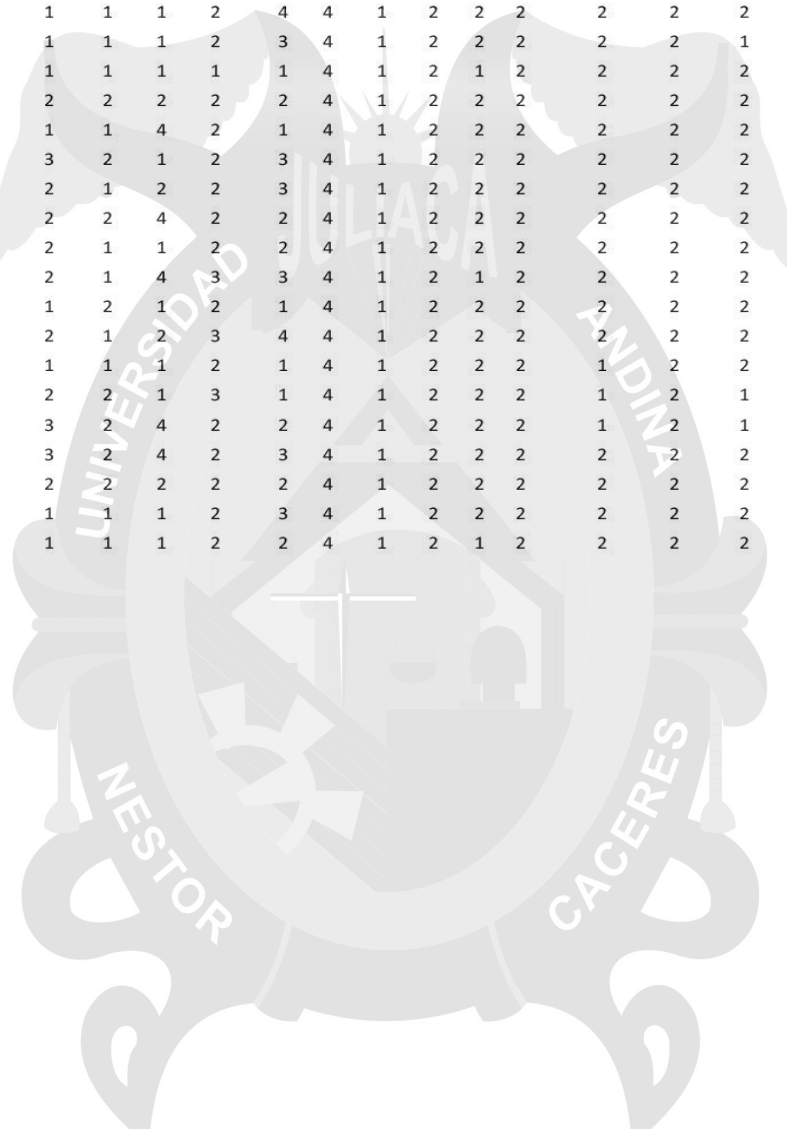 1 1 1 2 4 4 1 2 2 2 2 2 2
1 1 1 2 3 4 1 2 2 2 2 2 1
1 1 1 1 1 4 1 2 1 2 2 2 2
2 2 2 2 2 4 1 2 2 2 2 2 2
1 1 4 2 1 4 1 2 2 2 2 2 2
3 2 1 2 3 4 1 2 2 2 2 2 2
2 1 2 2 3 4 1 2 2 2 2 2 2
2 2 4 2 2 4 1 2 2 2 2 2 2
2 1 1 2 2 4 1 2 2 2 2 2 2
2 1 4 3 3 4 1 2 1 2 2 2 2
1 2 1 2 1 4 1 2 2 2 2 2 2
2 1 2 3 4 4 1 2 2 2 2 2 2
1 1 1 2 1 4 1 2 2 2 1 2 2
2 2 1 3 1 4 1 2 2 2 1 2 1
3 2 4 2 2 4 1 2 2 2 1 2 1
3 2 4 2 3 4 1 2 2 2 2 2 2
2 2 2 2 2 4 1 2 2 2 2 2 2
1 1 1 2 3 4 1 2 2 2 2 2 2
1 1 1 2 2 4 1 2 1 2 2 2 2
JULIACA
UNIVERSIDAD
ANDINA
NESTOR
CACERES